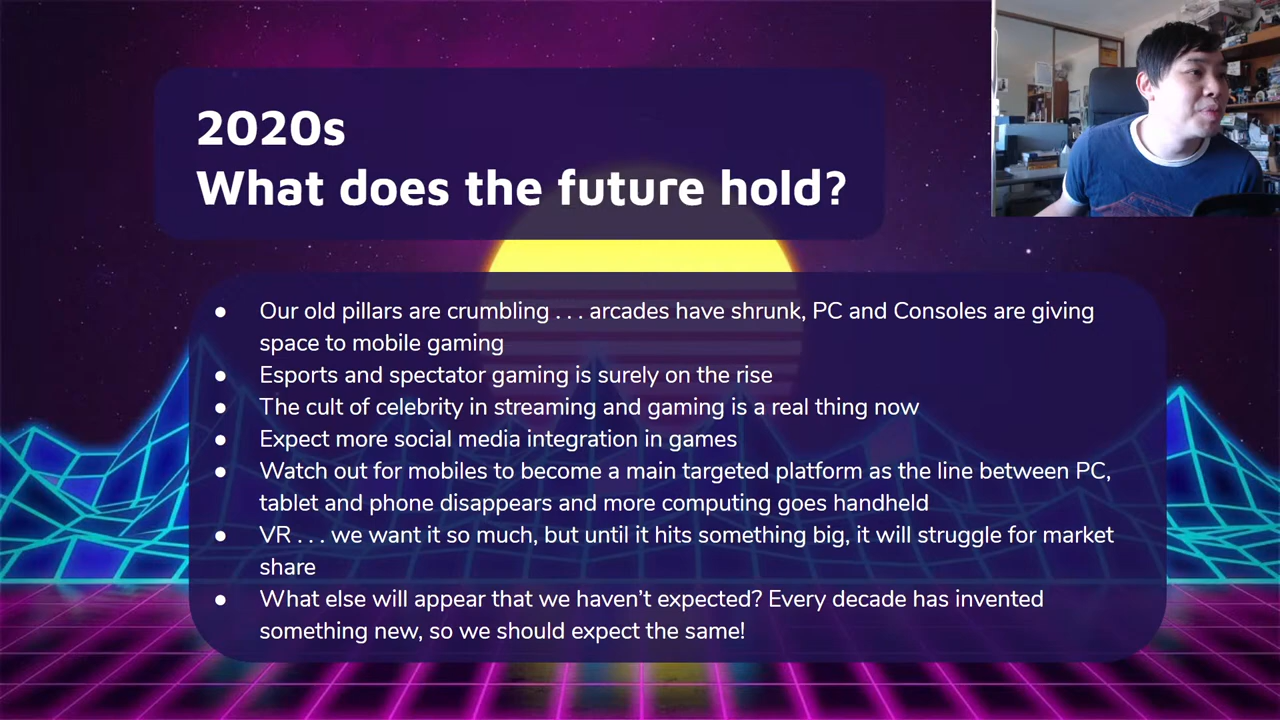 2020s
What does the future hold?
● Our old pillars are crumbling . . . arcades have shrunk, PC and Consoles are giving
space to mobile gaming
● Esports and spectator gaming is surely on the rise
● The cult of celebrity in streaming and gaming is a real thing now
● Expect more social media integration in games
● Watch out for mobiles to become a main targeted platform as the line between PC,
tablet and phone disappears and more computing goes handheld
● VR . . . we want it so much, but until it hits something big, it will struggle for market
share
● What else will appear that we haven’t expected? Every decade has invented
something new, so we should expect the same!